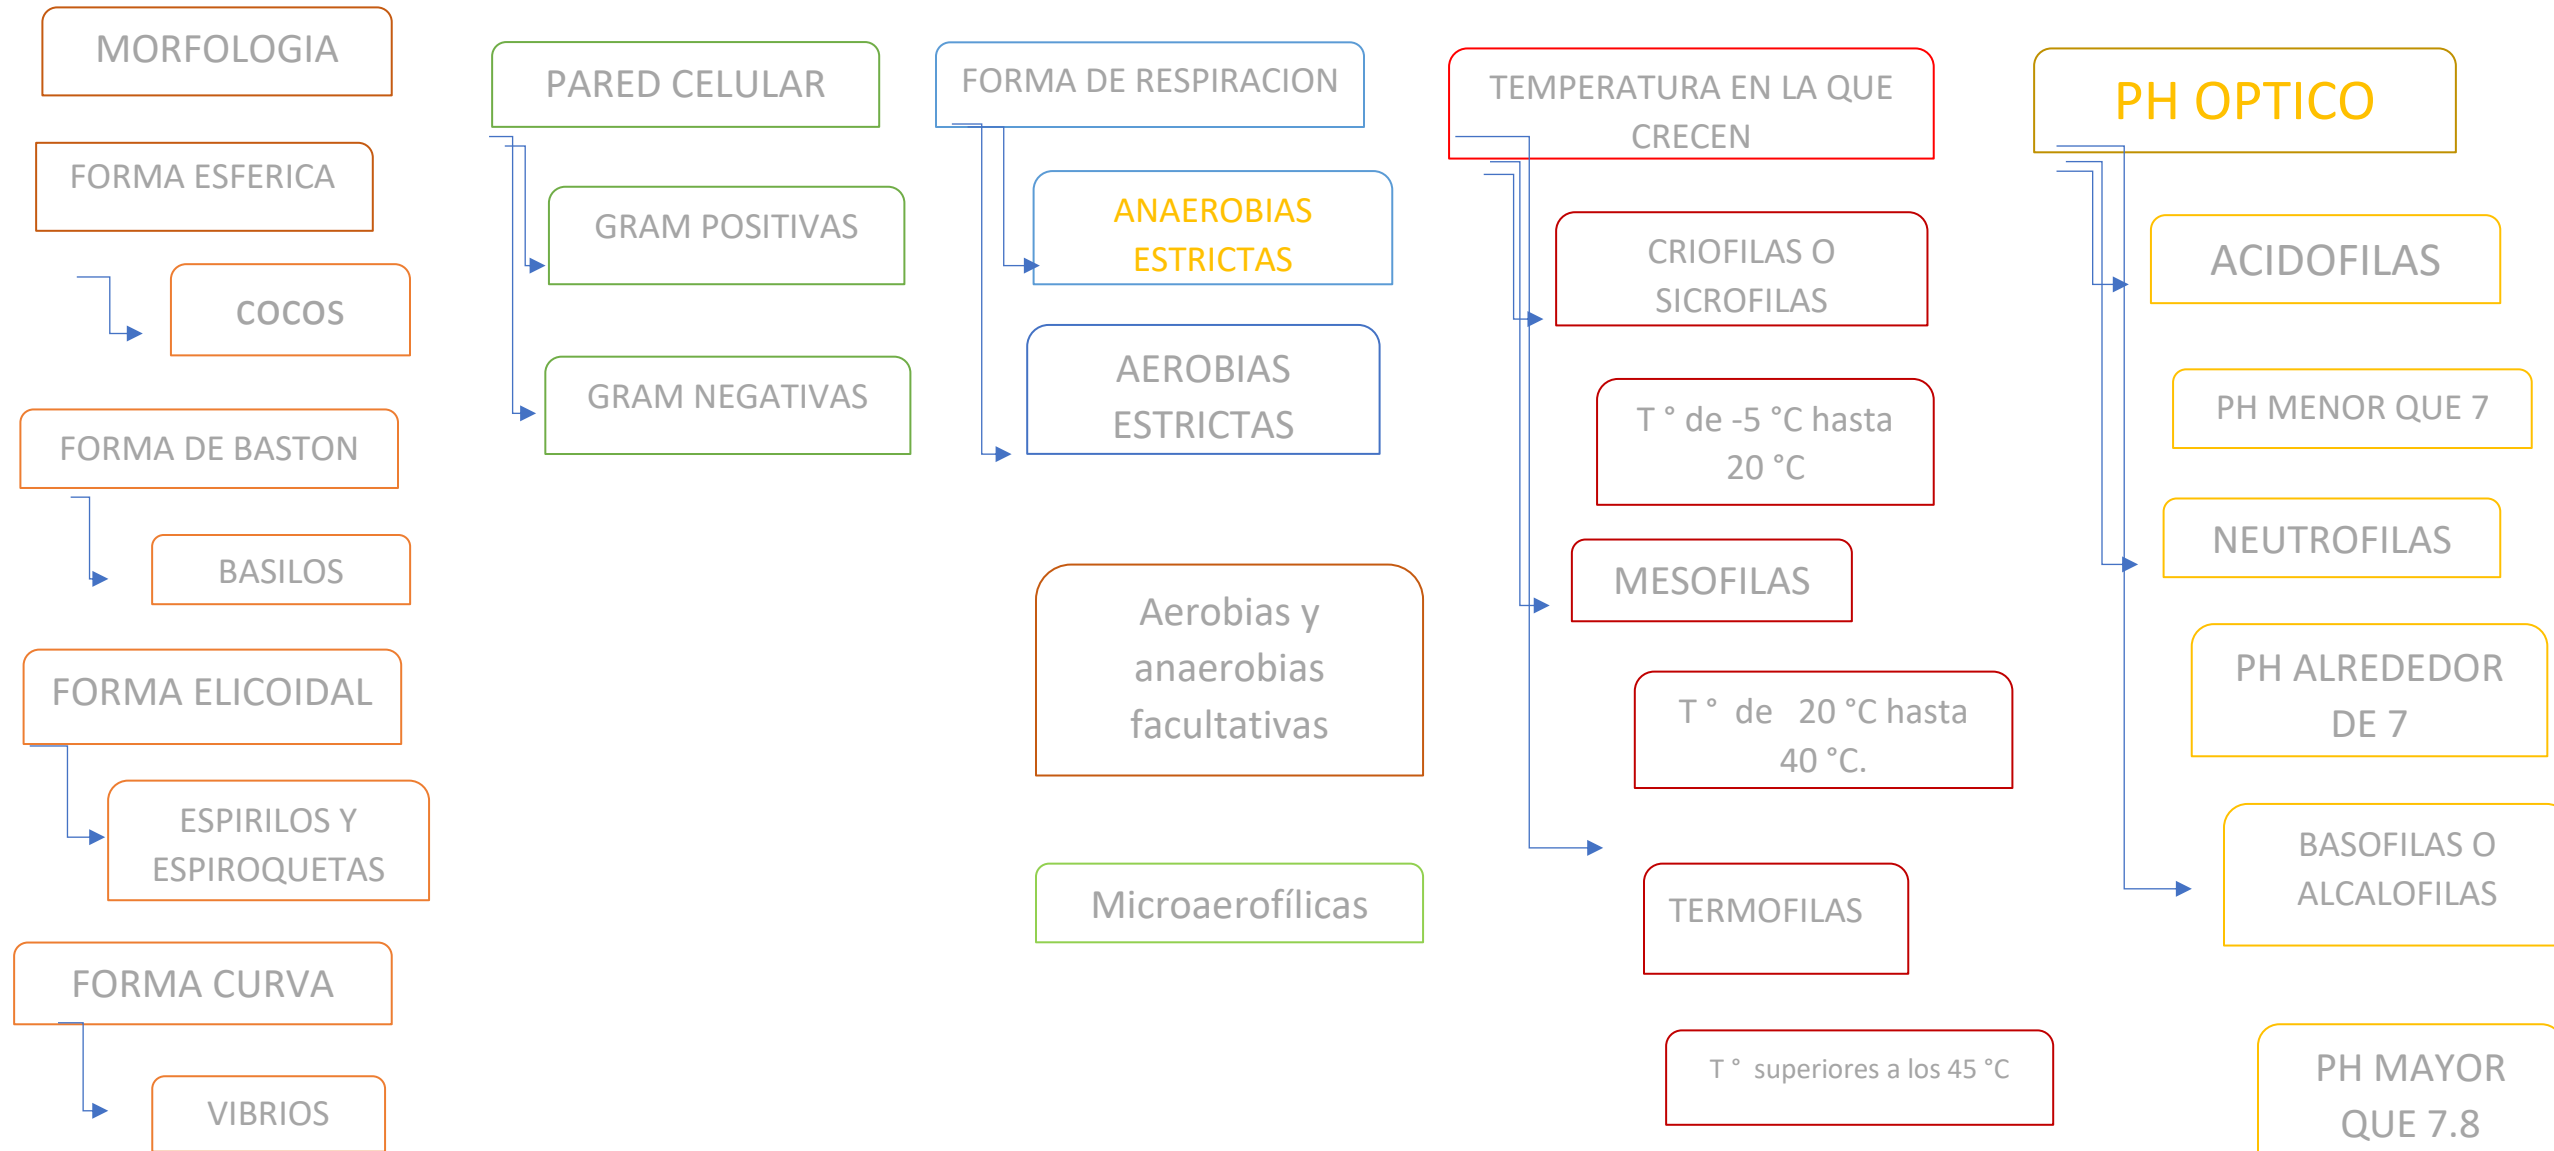 MORFOLOGIA
FORMA ESFERICA
cocos
FORMA DE BASTON
BASILOS
FORMA ELICOIDAL
ESPIRILOS Y
ESPIROQUETAS
FORMA CURVA
VIBRIOS
PARED CELULAR
GRAM POSITIVAS
GRAM NEGATIVAS
FORMA DE RESPIRACION
ANAEROBIAS
ESTRICTAS
AEROBIAS
ESTRICTAS
Aerobias y
anaerobias
facultativas
Microaerofílicas
TEMPERATURA EN LA QUE
CRECEN
CRIOFILAS O
SICROFILAS
T ° de -5 °C hasta
20 °C
MESOFILAS
T ° de 20 °C hasta
40 °C.
TERMOFILAS
T ° superiores a los 45 °C
PH OPTICO
ACIDOFILAS
PH MENOR QUE 7
NEUTROFILAS
PH ALREDEDOR
DE 7
BASOFILAS O
ALCALOFILAS
PH MAYOR
QUE 7.8